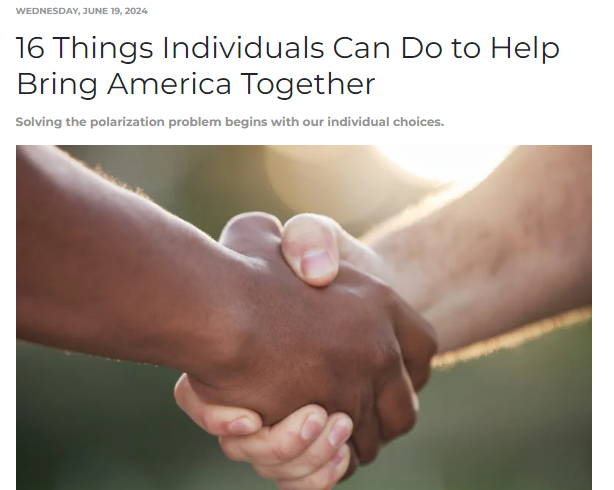 WEDNESDAY, JUNE 19, 2024
16 Things Individuals Can Do to Help
Bring America Together
Solving the polarization problem begins with our individual choices.